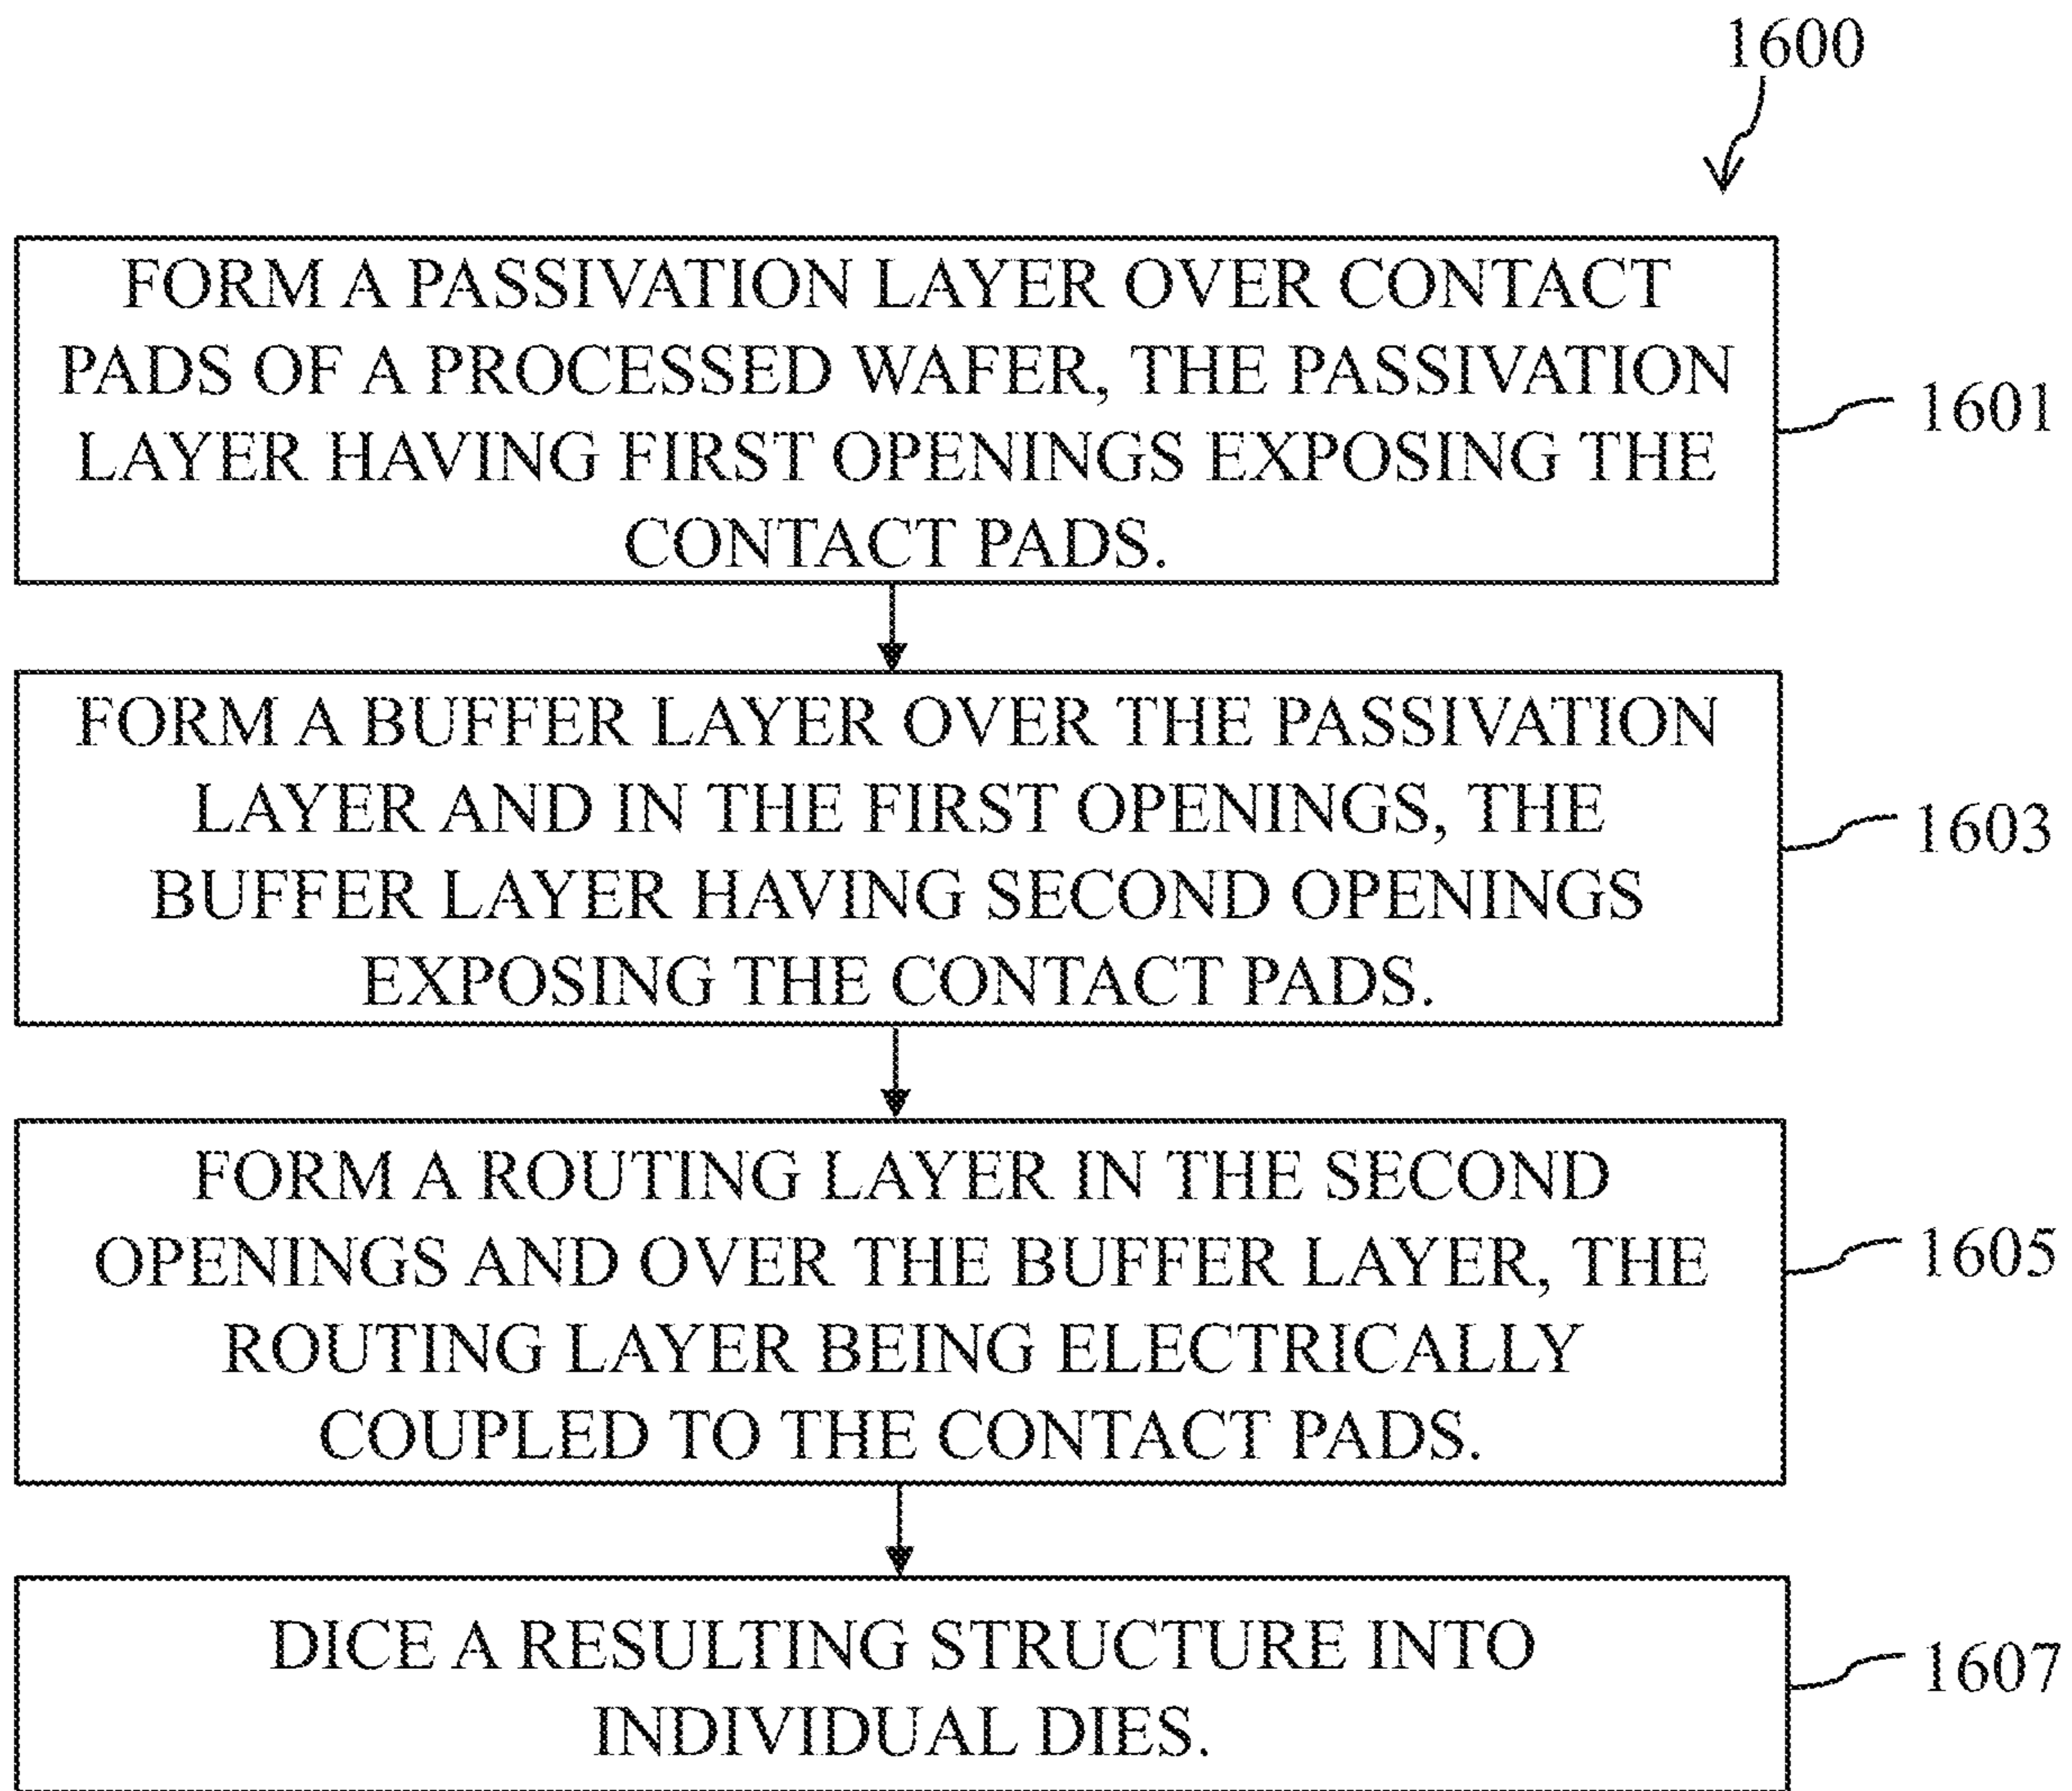 1600
FORM A PASSIVATION LAYER OVER CONTACT
PADS OF A PROCESSED WAFER, THE PASSIVATION
LAYER HAVING FIRST OPENINGS EXPOSING THE
CONTACT PADS.
1601
FORM A BUFFER LAYER OVER THE PASSIVATION
LAYER AND IN THE FIRST OPENINGS, THE
BUFFER LAYER HAVING SECOND OPENINGS
EXPOSING THE CONTACT PADS.
1603
FORM A ROUTING LAYER IN THE SECOND
OPENINGS AND OVER THE BUFFER LAYER, THE
ROUTING LAYER BEING ELECTRICALLY
COUPLED TO THE CONTACT PADS.
1605
DICE A RESULTING STRUCTURE INTO
INDIVIDUAL DIES.
1607